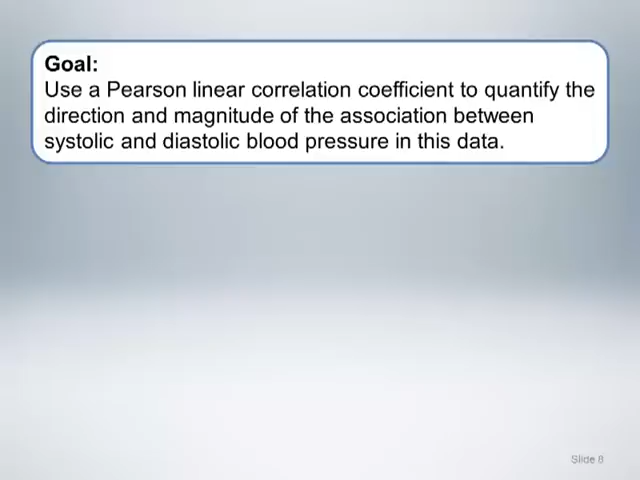 Goal:
Use a Pearson linear correlation coefficient to quantify the
direction and magnitude of the association between
systolic and diastolic blood pressure in this data.
Slide 8